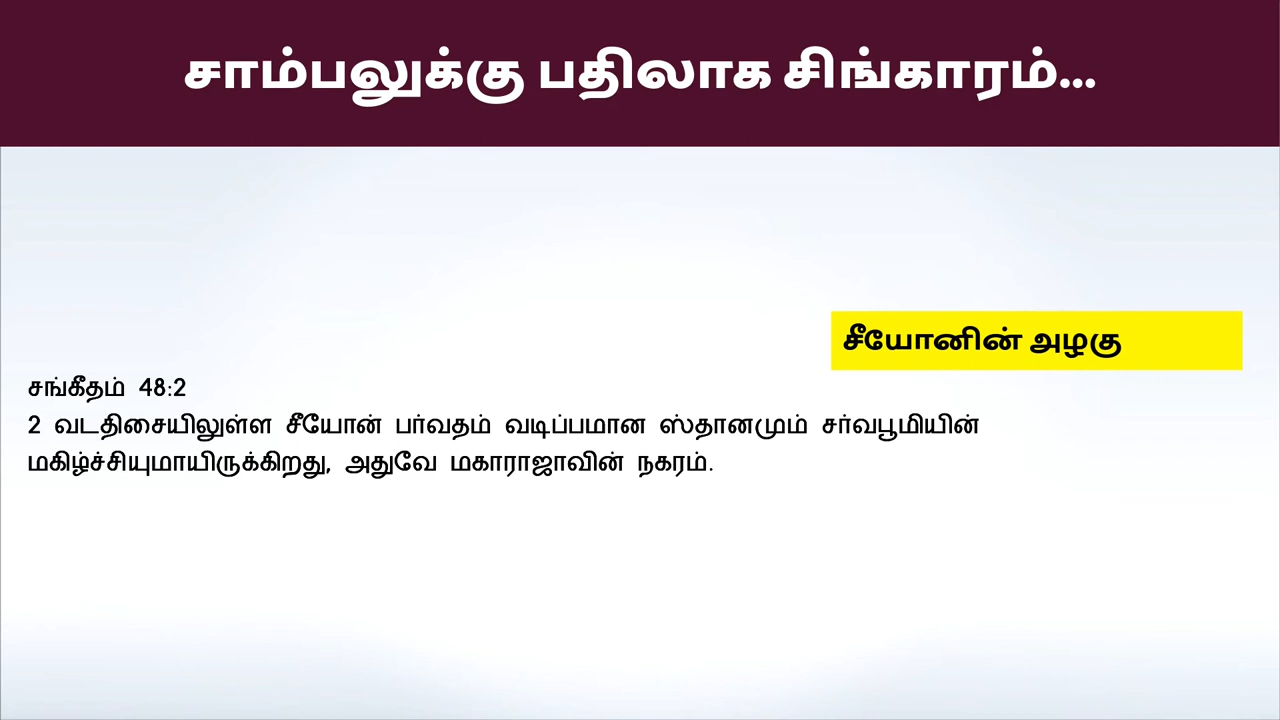 சாம்பலுக்கு பதிலாக சிங்காரம்...
சீயோனின் அழகு
சங்கீதம் 48:2
2 வடதிசையிலுள்ள சீயோன் பர்வதம் வடிப்பமான ஸ்தானமும் சர்வபூமியின்
மகிழ்ச்சியுமாயிருக்கிறது, அதுவே மகாராஜாவின் நகரம்.